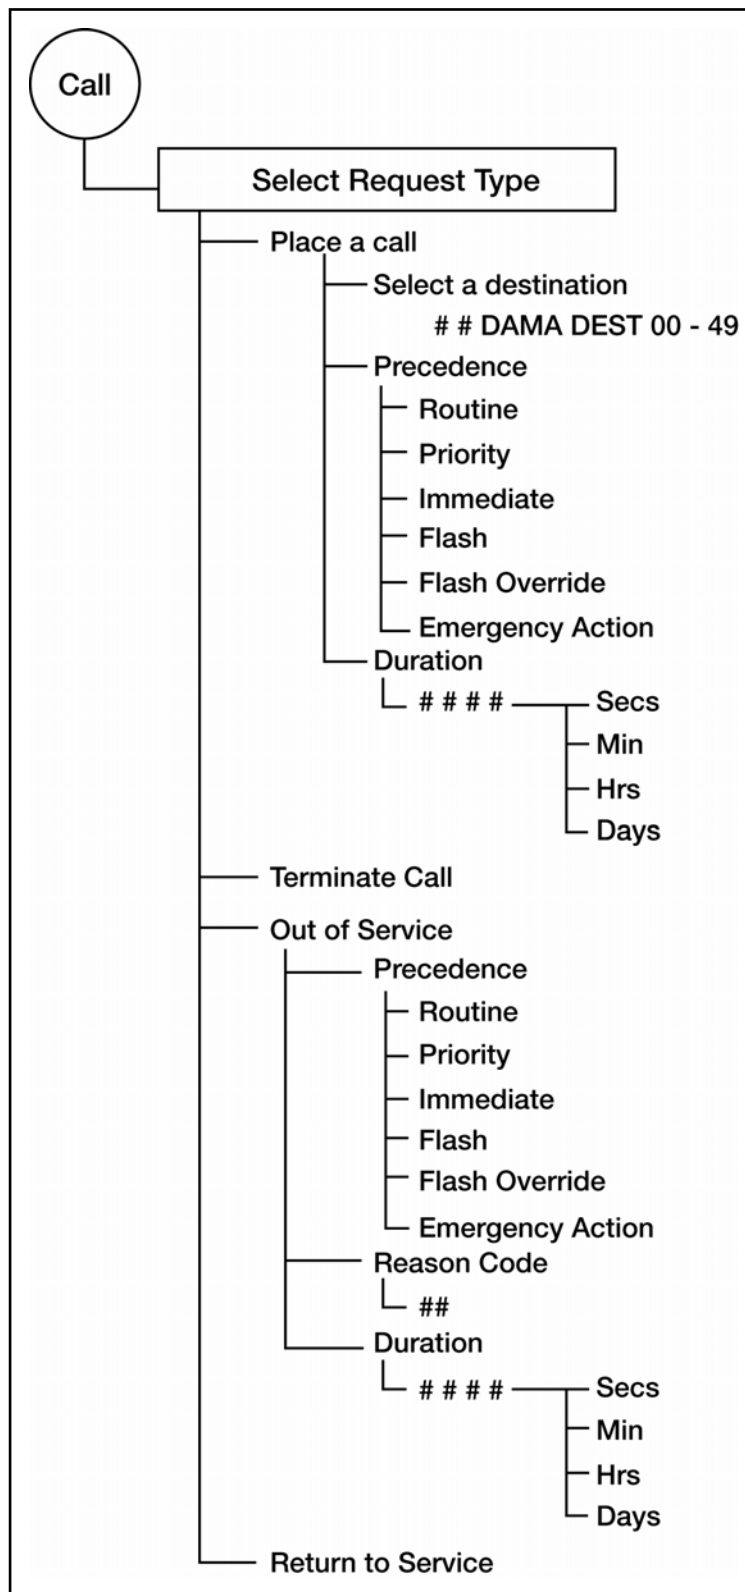 Call
Select Request Type
Place a call
Select a destination
# # DAMA DEST 00 - 49
Precedence
Routine
Priority
Immediate
Flash
Flash Override
Emergency Action
Duration
# # # # Secs
Min
Hrs
Days
Terminate Call
Out of Service
Precedence
Routine
Priority
Immediate
Flash
Flash Override
Emergency Action
Reason Code
##
Duration
# # # # Secs
Min
Hrs
Days
Return to Service